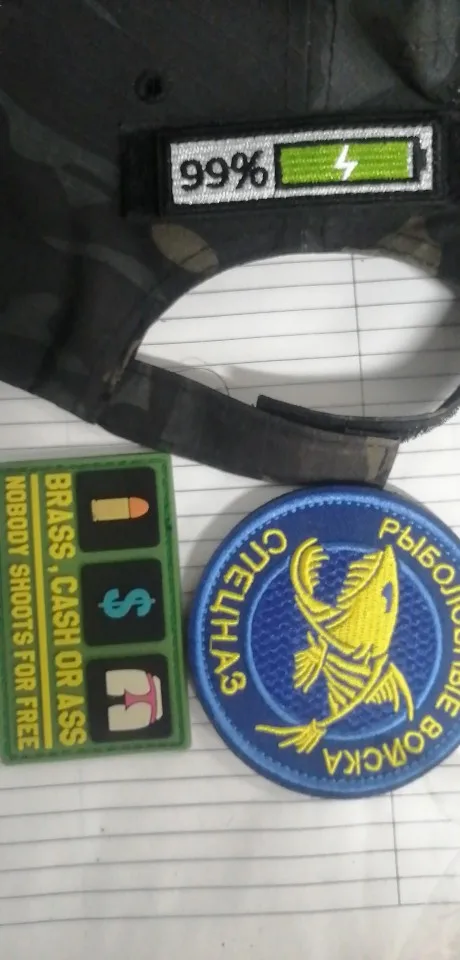 99%
BRASS, CASH OR ASS
NOBODY SHOOTS FOR FREE
РЫБОЛОВНЫЕ ВОЙСКА
СПЕЦНАЗ